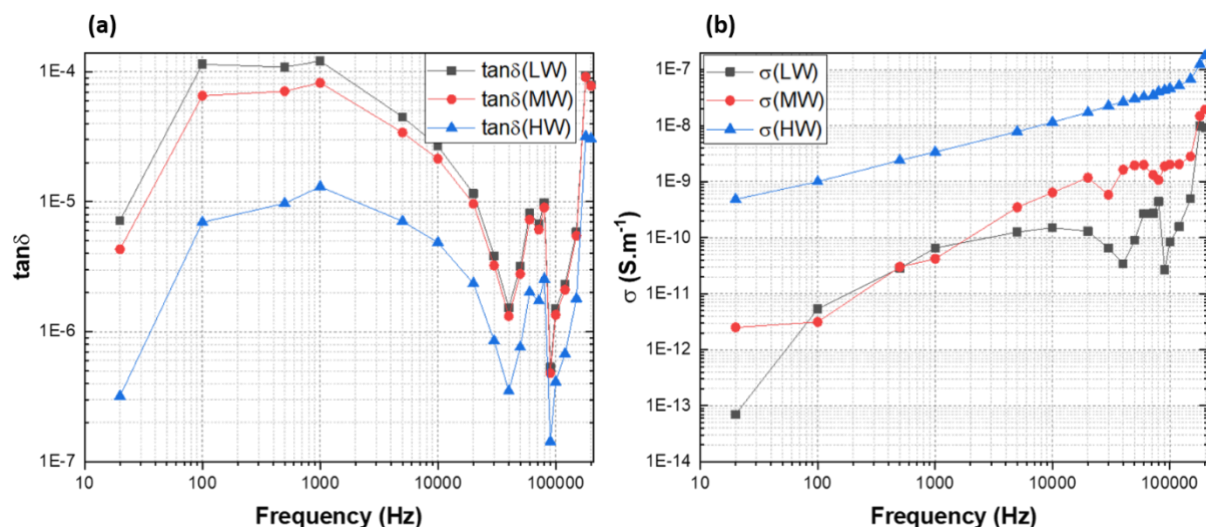 (a)
tanδ
1E-4
1E-5
1E-6
1E-7
tanδ(LW)
tanδ(MW)
tanδ(HW)
10
100
1000
10000
100000
Frequency (Hz)
(b)
σ (S.m⁻¹)
1E-7
1E-8
1E-9
1E-10
1E-11
1E-12
1E-13
1E-14
σ(LW)
σ(MW)
σ(HW)
10
100
1000
10000
100000
Frequency (Hz)